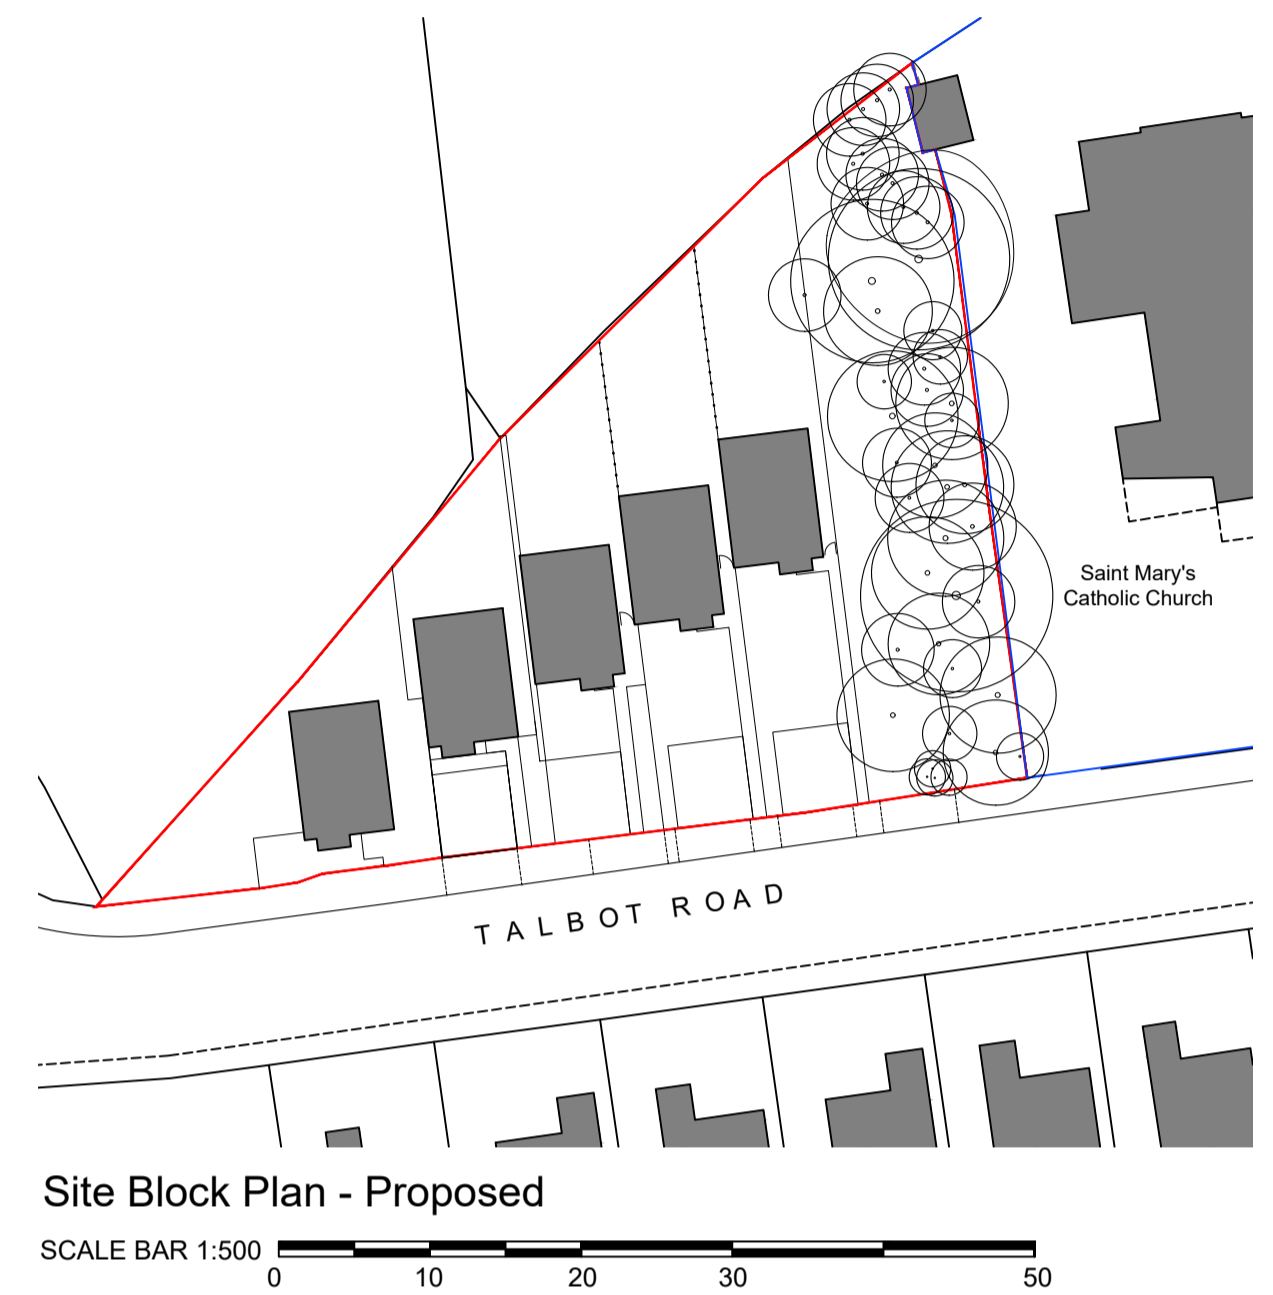 Saint Mary's
Catholic Church
TALBOT ROAD
Site Block Plan - Proposed
SCALE BAR 1:500
0 10 20 30 50